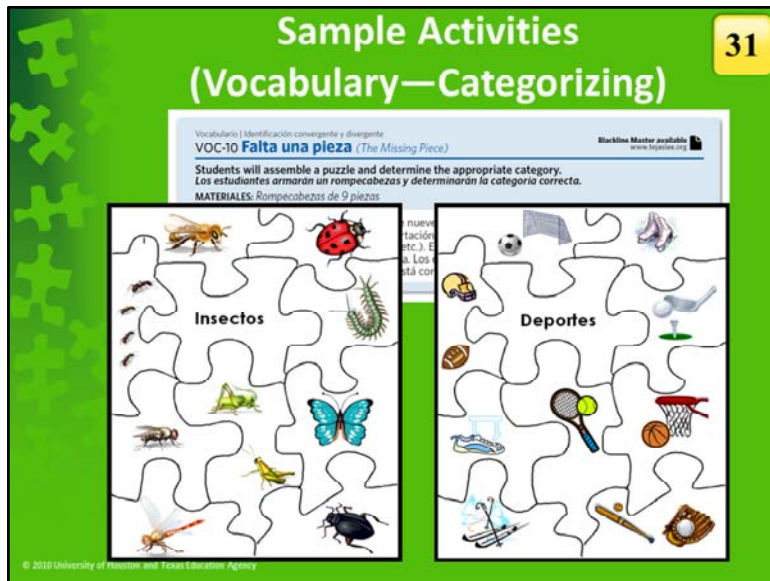 Sample Activities
(Vocabulary—Categorizing)
31
Vocabulario | Identificación convergente y divergente
VOC-10 Falta una pieza (The Missing Piece)
Blackline Master available
www.tejaslee.org
Students will assemble a puzzle and determine the appropriate category.
Los estudiantes armarán un rompecabezas y determinarán la categoría correcta.
MATERIALES: Rompecabezas de 9 piezas
etc.). E
a. Los
Insectos
Deportes
© 2010 University of Houston and Texas Education Agency